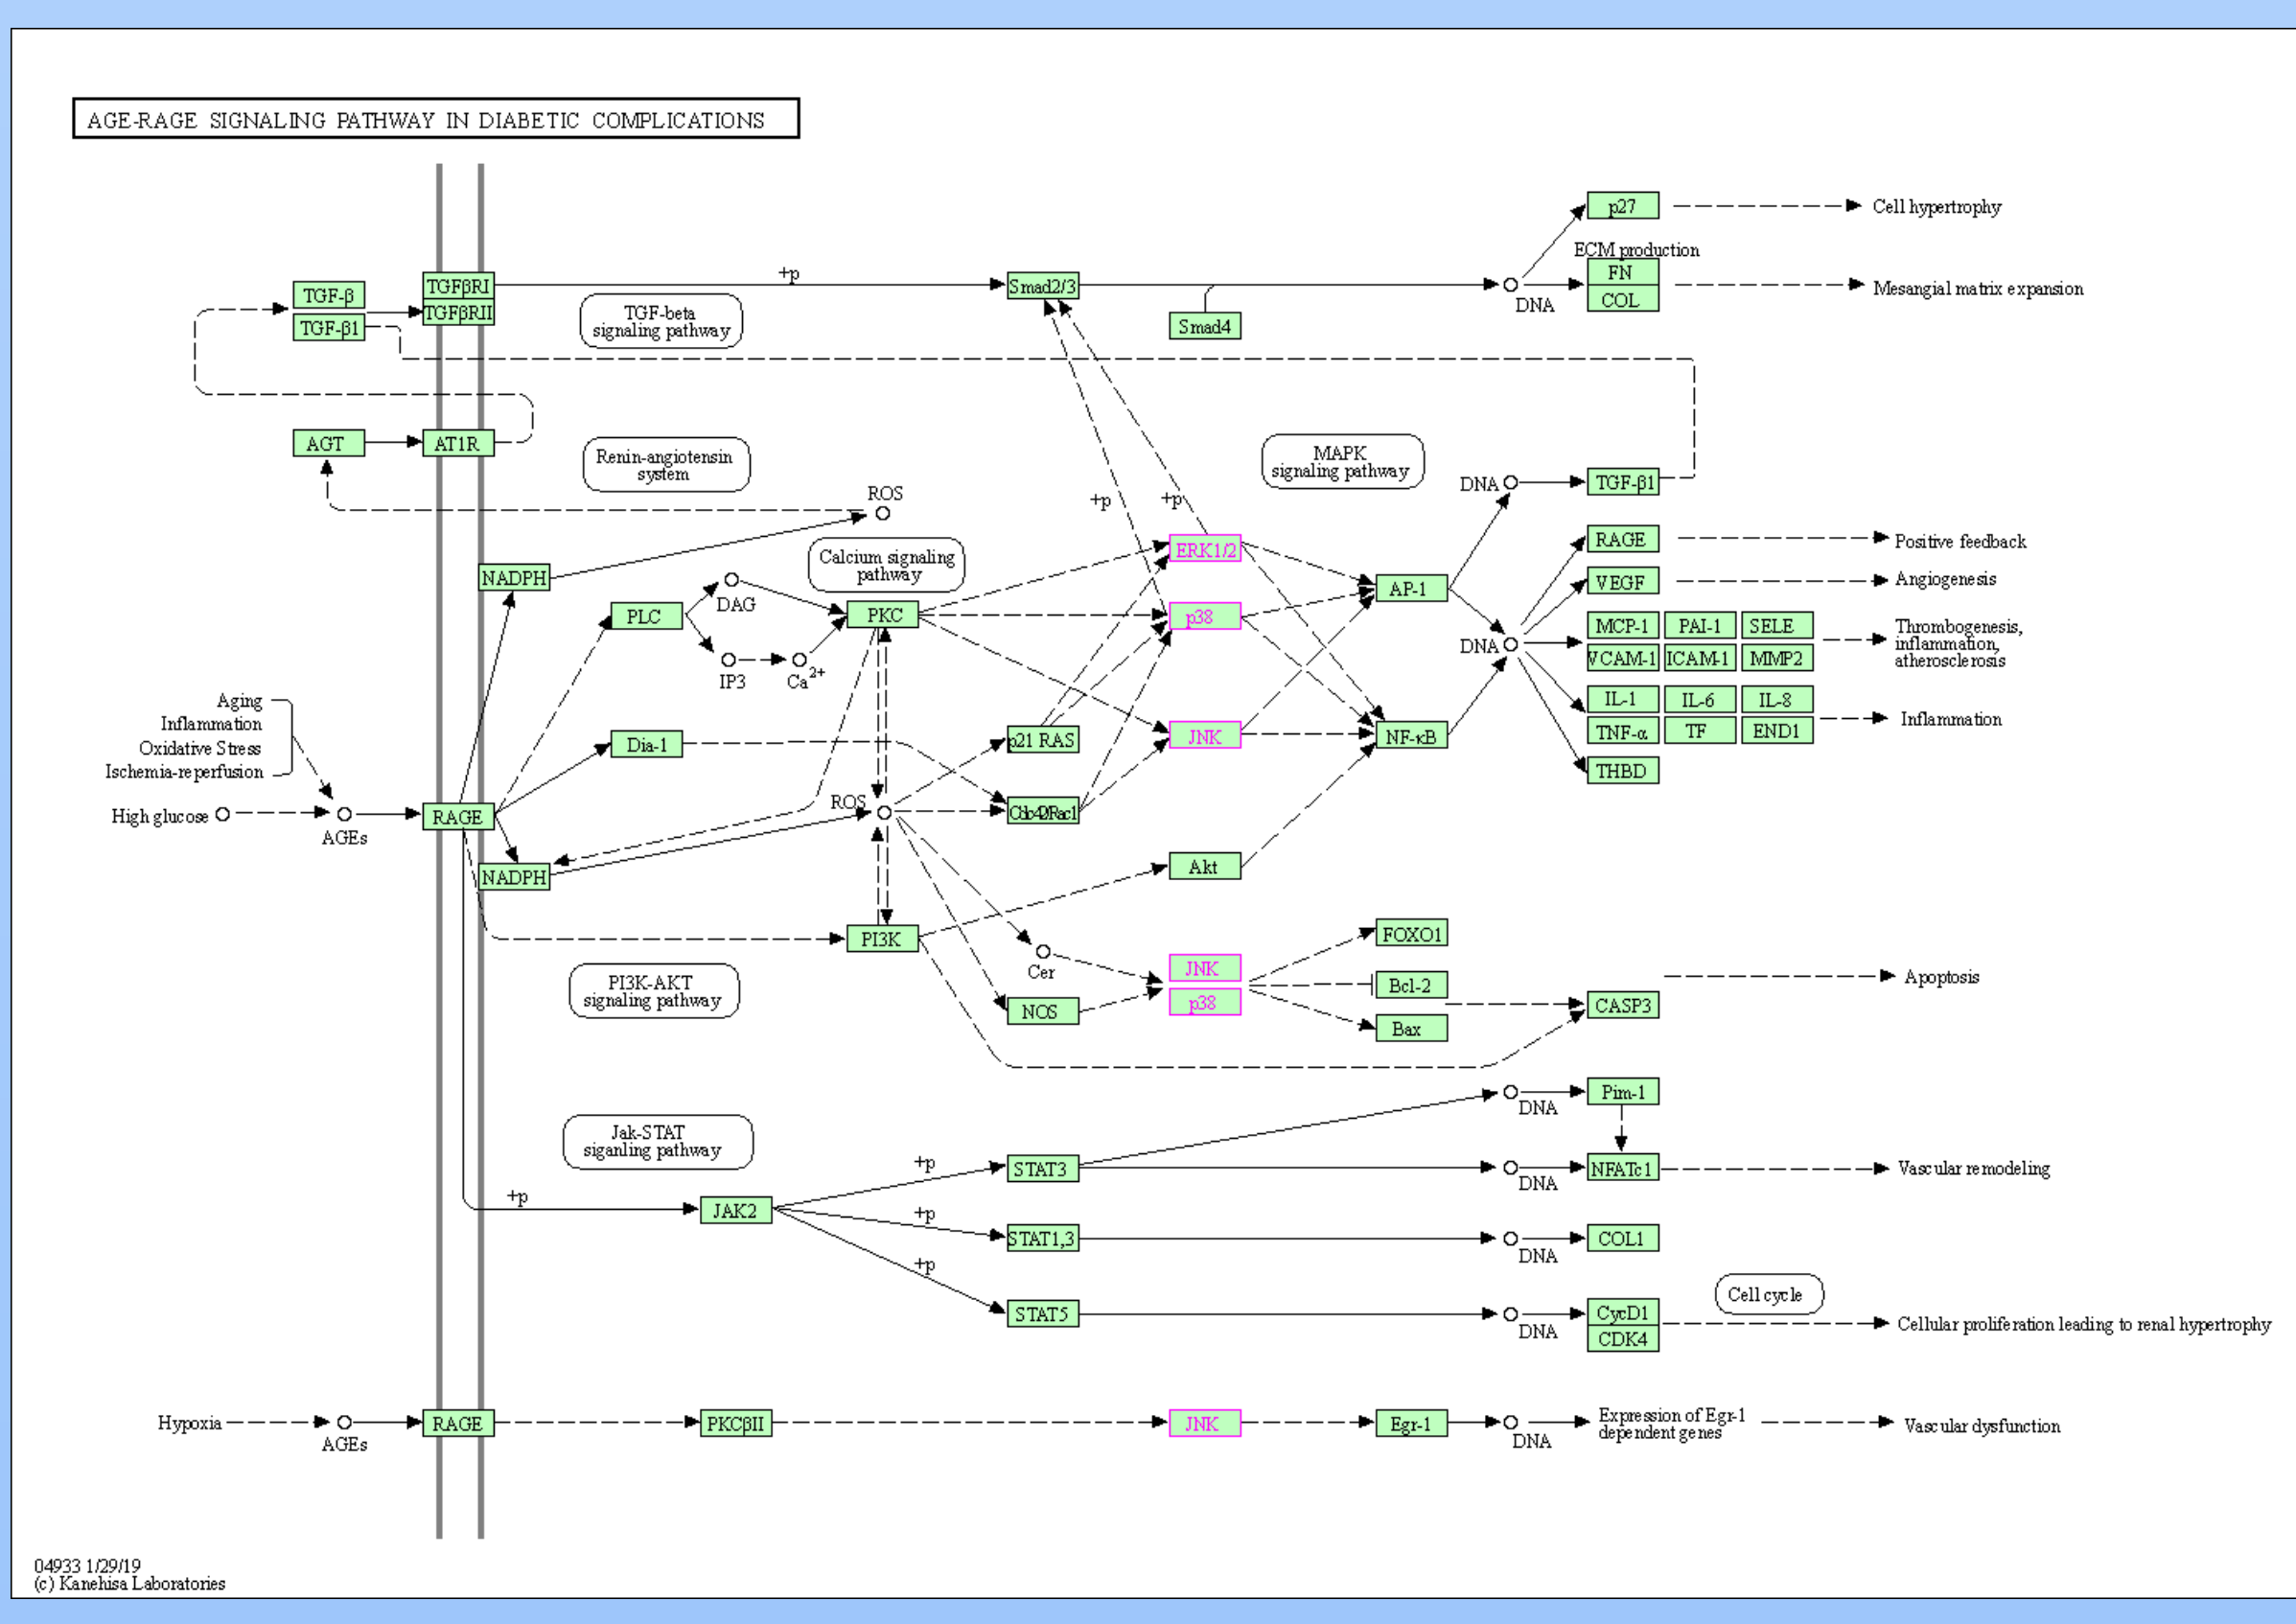 AGE-RAGE SIGNALING PATHWAY IN DIABETIC COMPLICATIONS
p27
Cell hypertrophy
ECM production
TGF-β
TGFβRI
+p
Smad2/3
FN
Mesangial matrix expansion
COL
DNA
TGF-β1
TGFβRII
TGF-beta
signaling pathway
Smad4
AGT
AT1R
Renin-angiotensin
system
MAPK
signaling pathway
ROS
+p
+p
DNA
TGF-β1
Calcium signaling
pathway
ERK1/2
RAGE
Positive feedback
NADPH
DAG
AP-1
VEGF
Angiogenesis
PLC
PKC
p38
MCP-1
PAI-1
SELE
Thrombogenesis,
inflammation,
atherosclerosis
DNA
VCAM-1
ICAM-1
MMP2
IP3
Ca2+
Aging
Inflammation
Oxidative Stress
Ischemia-reperfusion
IL-1
IL-6
IL-8
Inflammation
TNF-α
TF
END1
Dia-1
p21 RAS
JNK
NF-κB
THBD
High glucose
AGEs
RAGE
ROS
Cdc42/Rac1
NADPH
Akt
PI3K
FOXO1
PI3K-AKT
signaling pathway
Cer
JNK
Bcl-2
Apoptosis
NOS
p38
Bax
CASP3
Jak-STAT
siganling pathway
DNA
Pim-1
+p
STAT3
DNA
NFATc1
Vascular remodeling
+p
JAK2
+p
STAT1,3
DNA
COL1
+p
STAT5
DNA
CycD1
CDK4
Cell cycle
Cellular proliferation leading to renal hypertrophy
Hypoxia
AGEs
RAGE
PKCβII
JNK
Egr-1
DNA
Expression of Egr-1
dependent genes
Vascular dysfunction
04933 1/29/19
(c) Kanehisa Laboratories